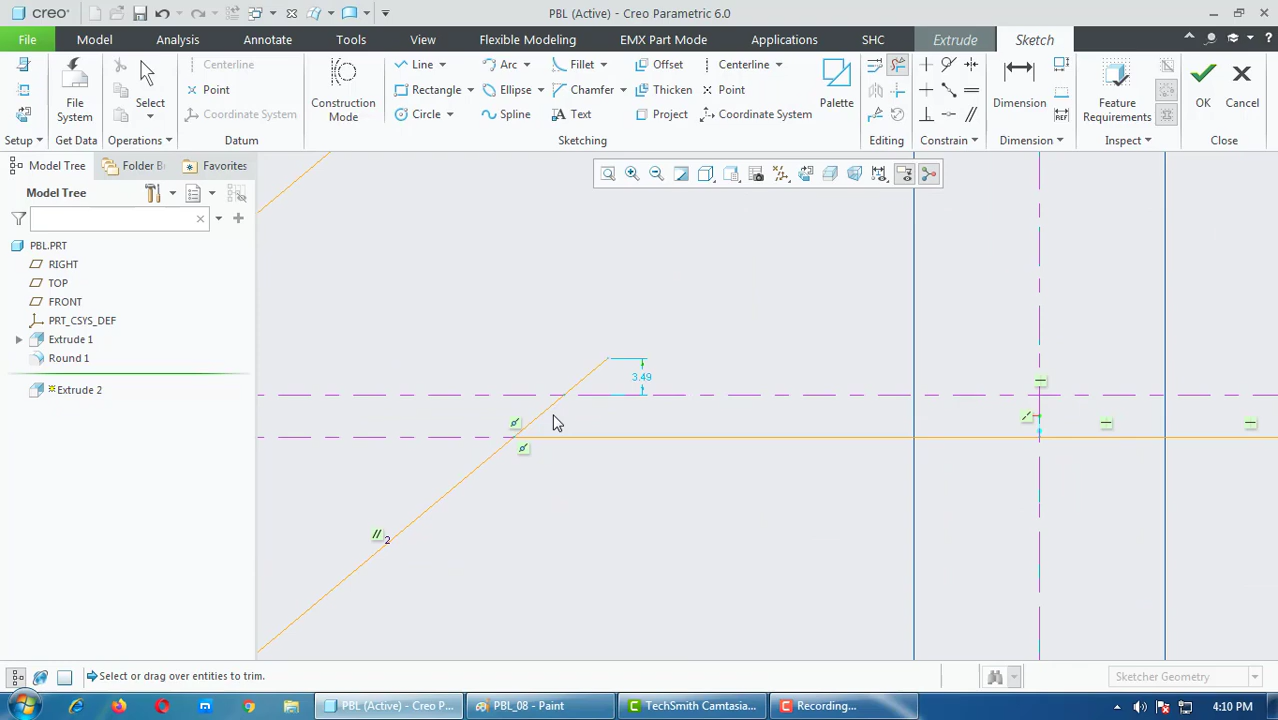 creo PBL (Active) - Creo Parametric 6.0
File Model Analysis Annotate Tools View Flexible Modeling EMX Part Mode Applications SHC Extrude Sketch
Centerline Line Arc Fillet Offset Centerline
Point Rectangle Ellipse Chamfer Thicken Point
Coordinate System Circle Spline Text Project Coordinate System
File System Select Construction Mode Palette Dimension Feature Requirements OK Cancel
Setup Get Data Operations Datum Sketching Editing Constrain Dimension Inspect Close
Model Tree Folder B Favorites
Model Tree
PBL.PRT
RIGHT
TOP
FRONT
PRT_CSYS_DEF
Extrude 1
Round 1
Extrude 2
3.49
2
Select or drag over entities to trim. Sketcher Geometry
PBL (Active) - Creo P... PBL_08 - Paint TechSmith Camtasia... Recording... 4:10 PM